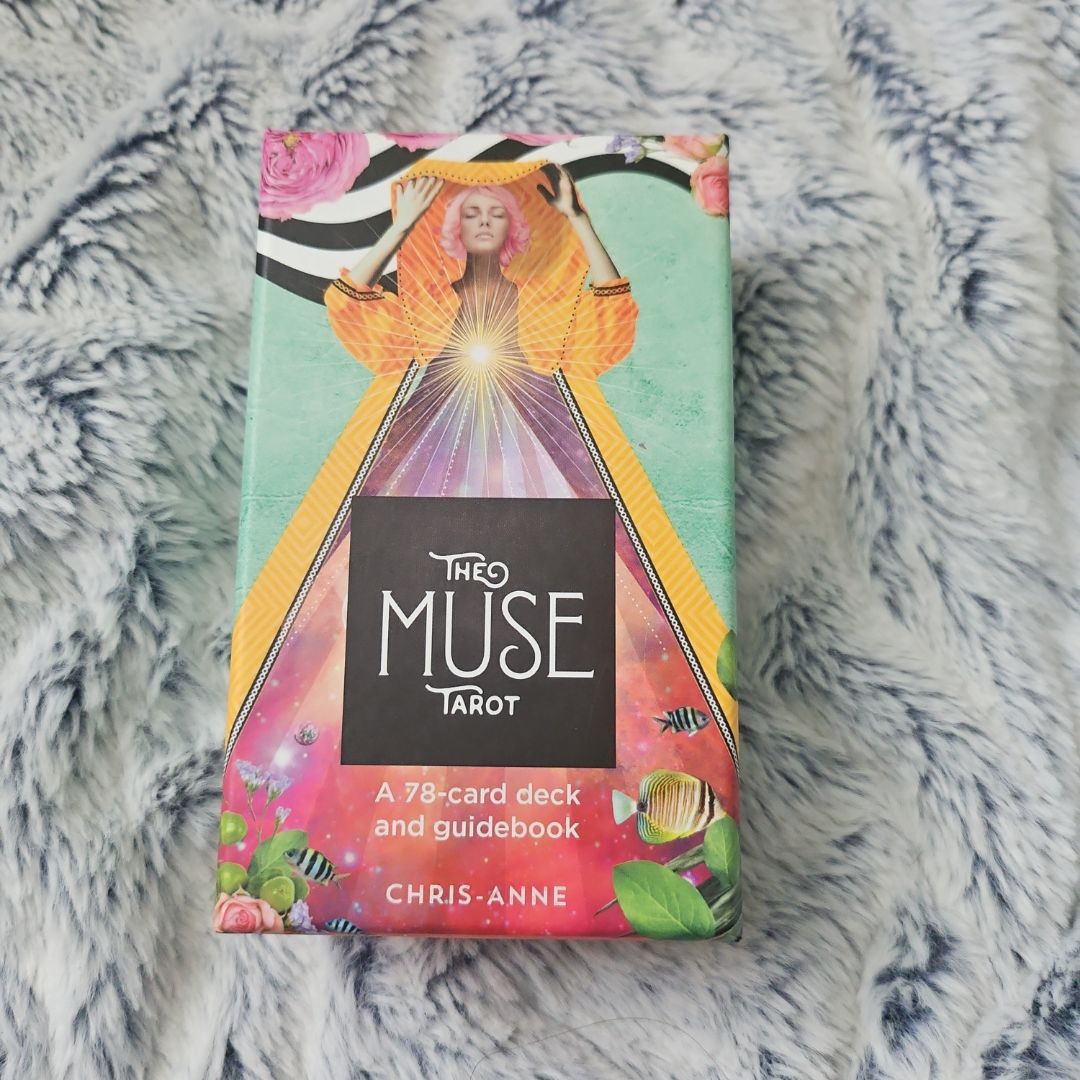 THE
MUSE
TAROT
A 78-card deck
and guidebook
CHRIS-ANNE